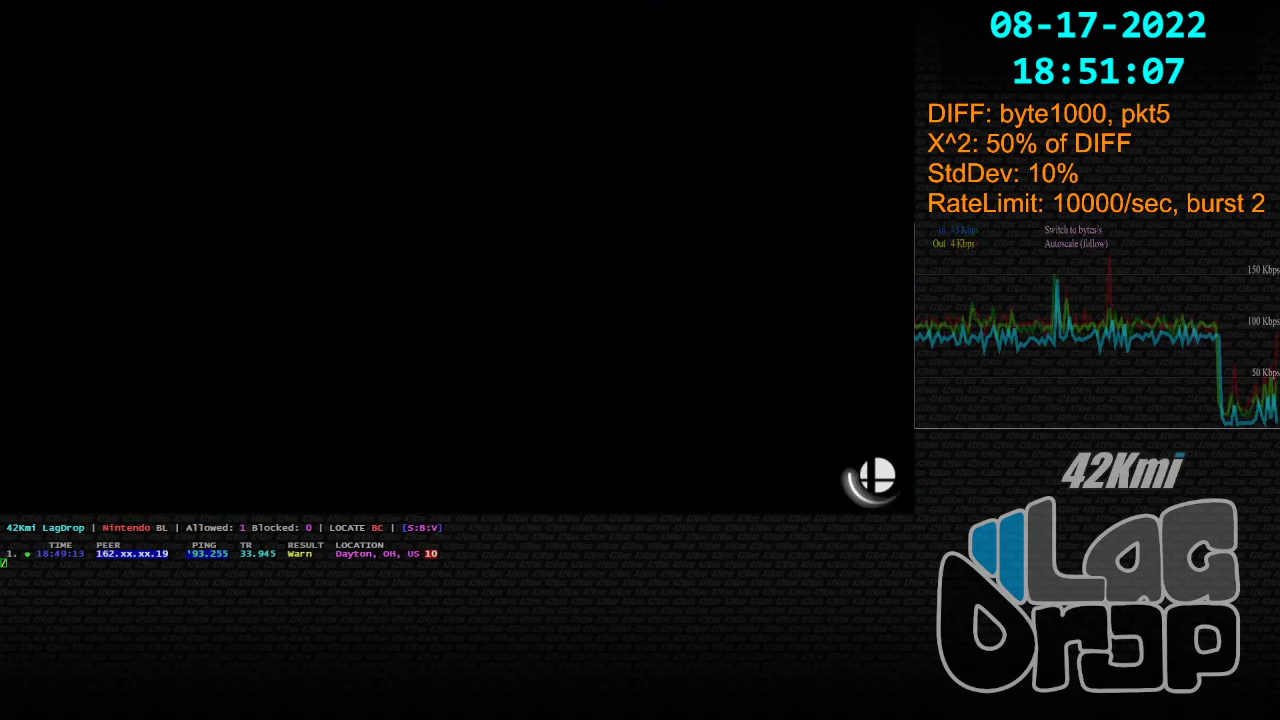 08-17-2022
18:51:07
DIFF: byte1000, pkt5
X^2: 50% of DIFF
StdDev: 10%
RateLimit: 10000/sec, burst 2
Switch to bytes/s
Out 4 Kbps
Autoscale (follow)
150 Kbps
100 Kbps
50 Kbps
42Kmi
LAG
Drop
42Kmi LagDrop | Nintendo BL | Allowed: 1 Blocked: 0 | LOCATE BC | [S:B:V]
TIME PEER PING TR RESULT LOCATION
1. ● 18:49:13 162.xx.xx.19 '93.255 33.945 Warn Dayton, OH, US 10